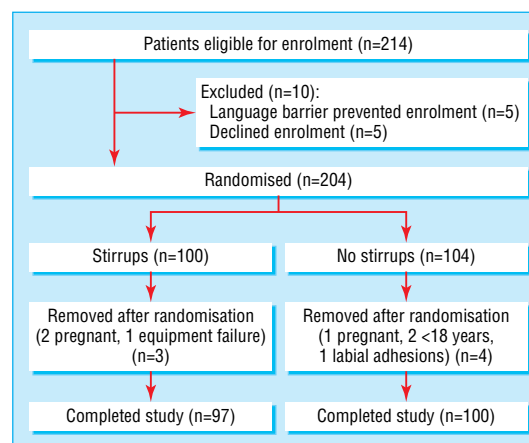 Patients eligible for enrolment (n=214)
Excluded (n=10):
Language barrier prevented enrolment (n=5)
Declined enrolment (n=5)
Randomised (n=204)
Stirrups (n=100)
No stirrups (n=104)
Removed after randomisation
(2 pregnant, 1 equipment failure)
(n=3)
Removed after randomisation
(1 pregnant, 2 <18 years,
1 labial adhesions) (n=4)
Completed study (n=97)
Completed study (n=100)